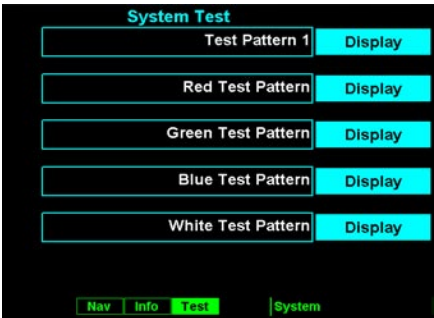 System Test
Test Pattern 1 Display
Red Test Pattern Display
Green Test Pattern Display
Blue Test Pattern Display
White Test Pattern Display
Nav Info Test System